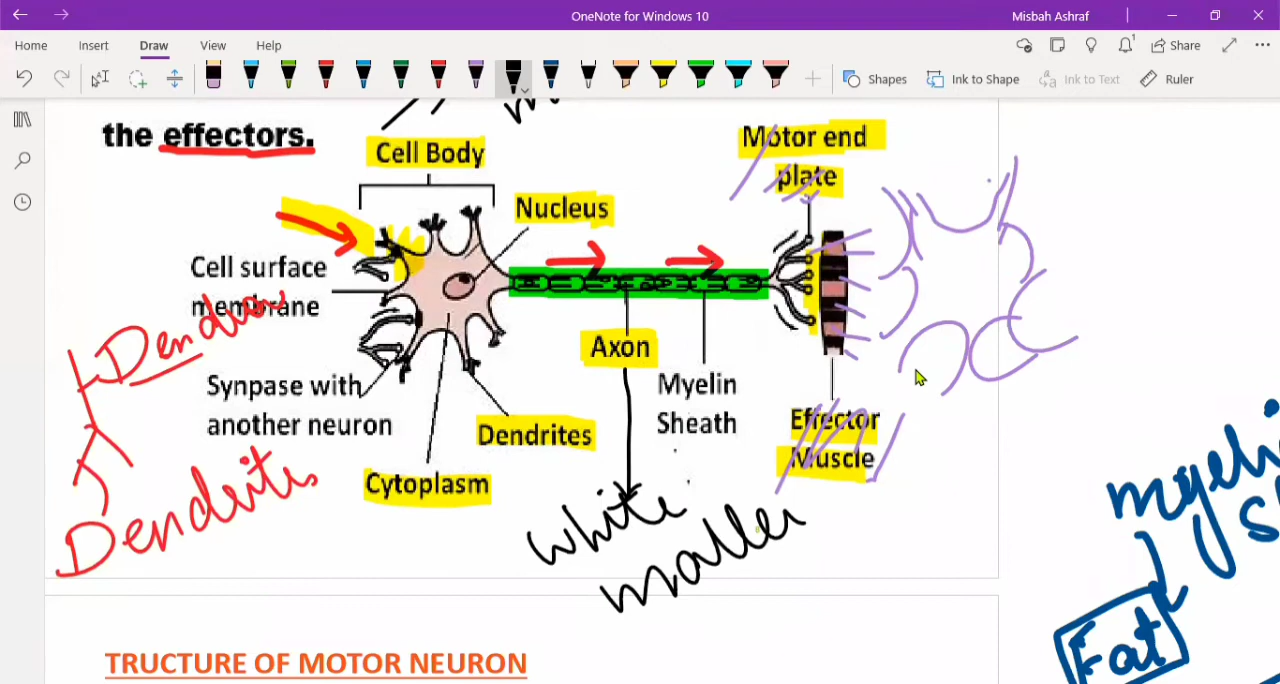 OneNote for Windows 10
Misbah Ashraf
Home Insert Draw View Help
Share
Shapes
Ink to Shape
Ink to Text
Ruler
the effectors.
Cell Body
Motor end
plate
Nucleus
Cell surface
membrane
Dendron
Axon
Synpase with
another neuron
Myelin
Sheath
Effector
Muscle
Dendrites
Cytoplasm
Dendrites
white
matter
myeli
S
Fat
TRUCTURE OF MOTOR NEURON